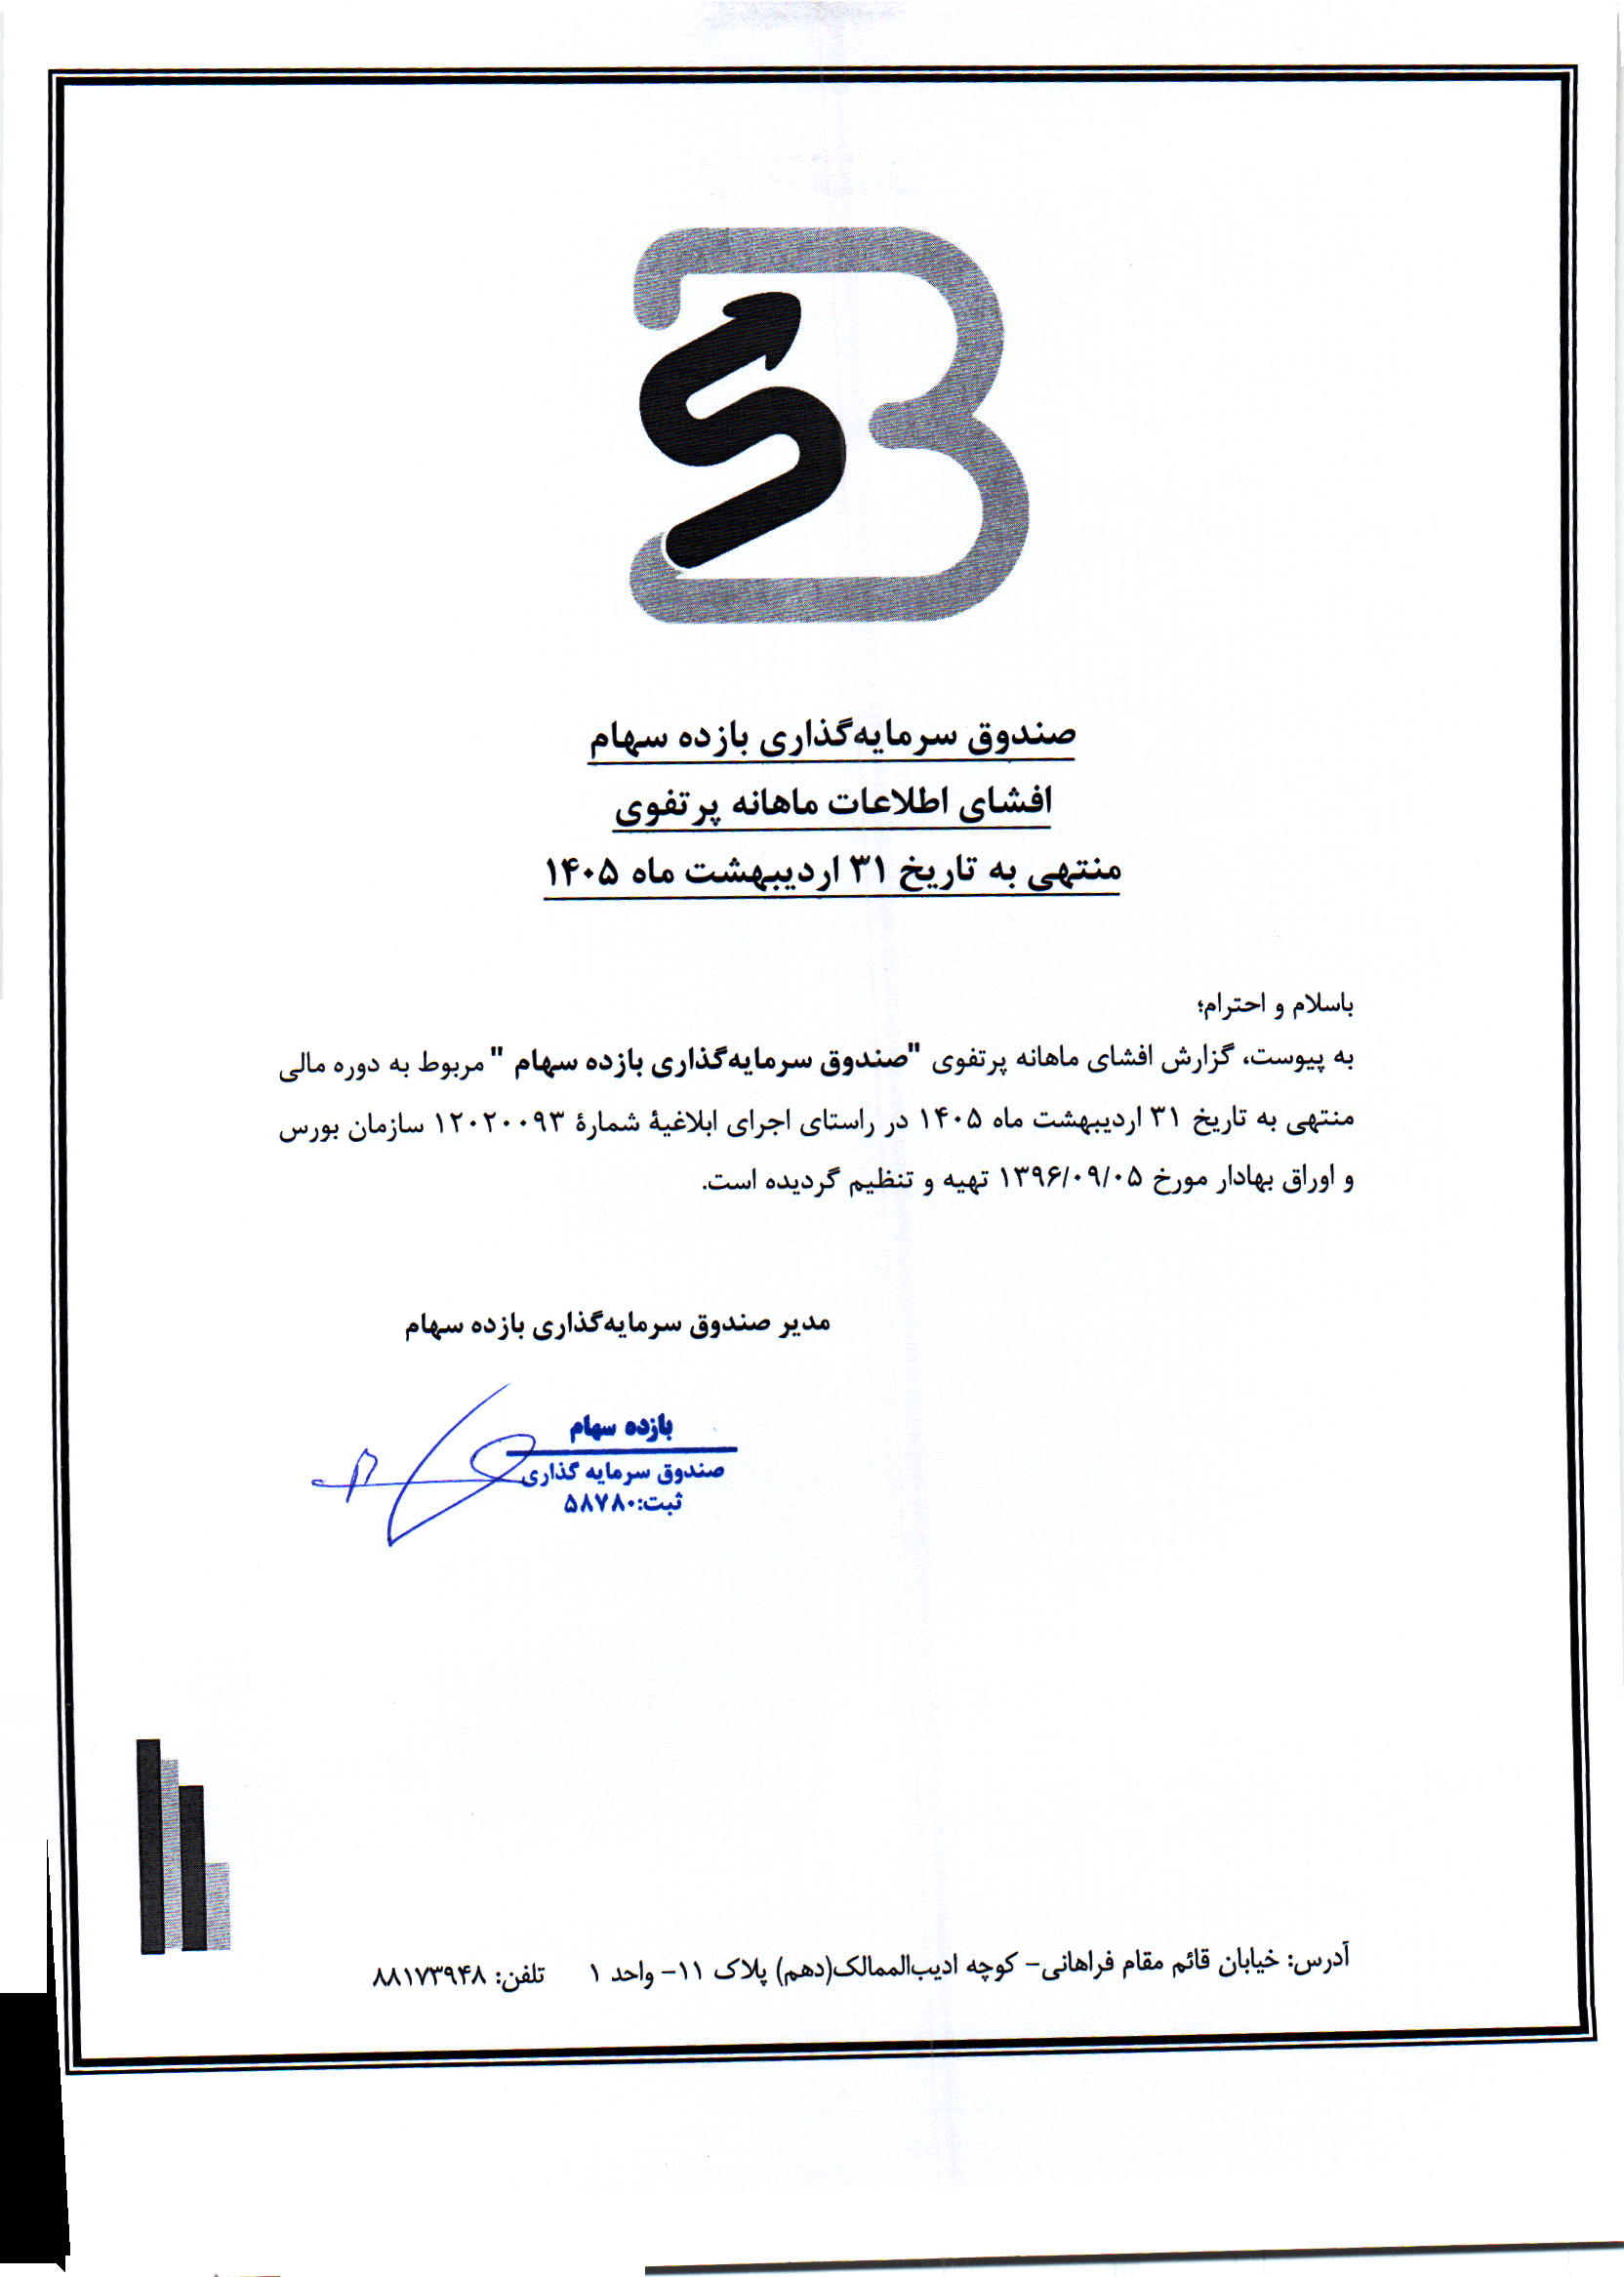 صندوق سرمایه‌گذاری بازده سهام
افشای اطلاعات ماهانه پرتفوی
منتهی به تاریخ ۳۱ اردیبهشت ماه ۱۴۰۵
باسلام و احترام؛
به پیوست، گزارش افشای ماهانه پرتفوی "صندوق سرمایه‌گذاری بازده سهام " مربوط به دوره مالی
منتهی به تاریخ ۳۱ اردیبهشت ماه ۱۴۰۵ در راستای اجرای ابلاغیۀ شمارۀ ۱۲۰۲۰۰۹۳ سازمان بورس
و اوراق بهادار مورخ ۱۳۹۶/۰۹/۰۵ تهیه و تنظیم گردیده است.
مدیر صندوق سرمایه‌گذاری بازده سهام
بازده سهام
صندوق سرمایه گذاری
ثبت:۵۸۷۸۰
آدرس: خیابان قائم مقام فراهانی- کوچه ادیب‌الممالک(دهم) پلاک ۱۱- واحد ۱ تلفن: ۸۸۱۷۳۹۴۸